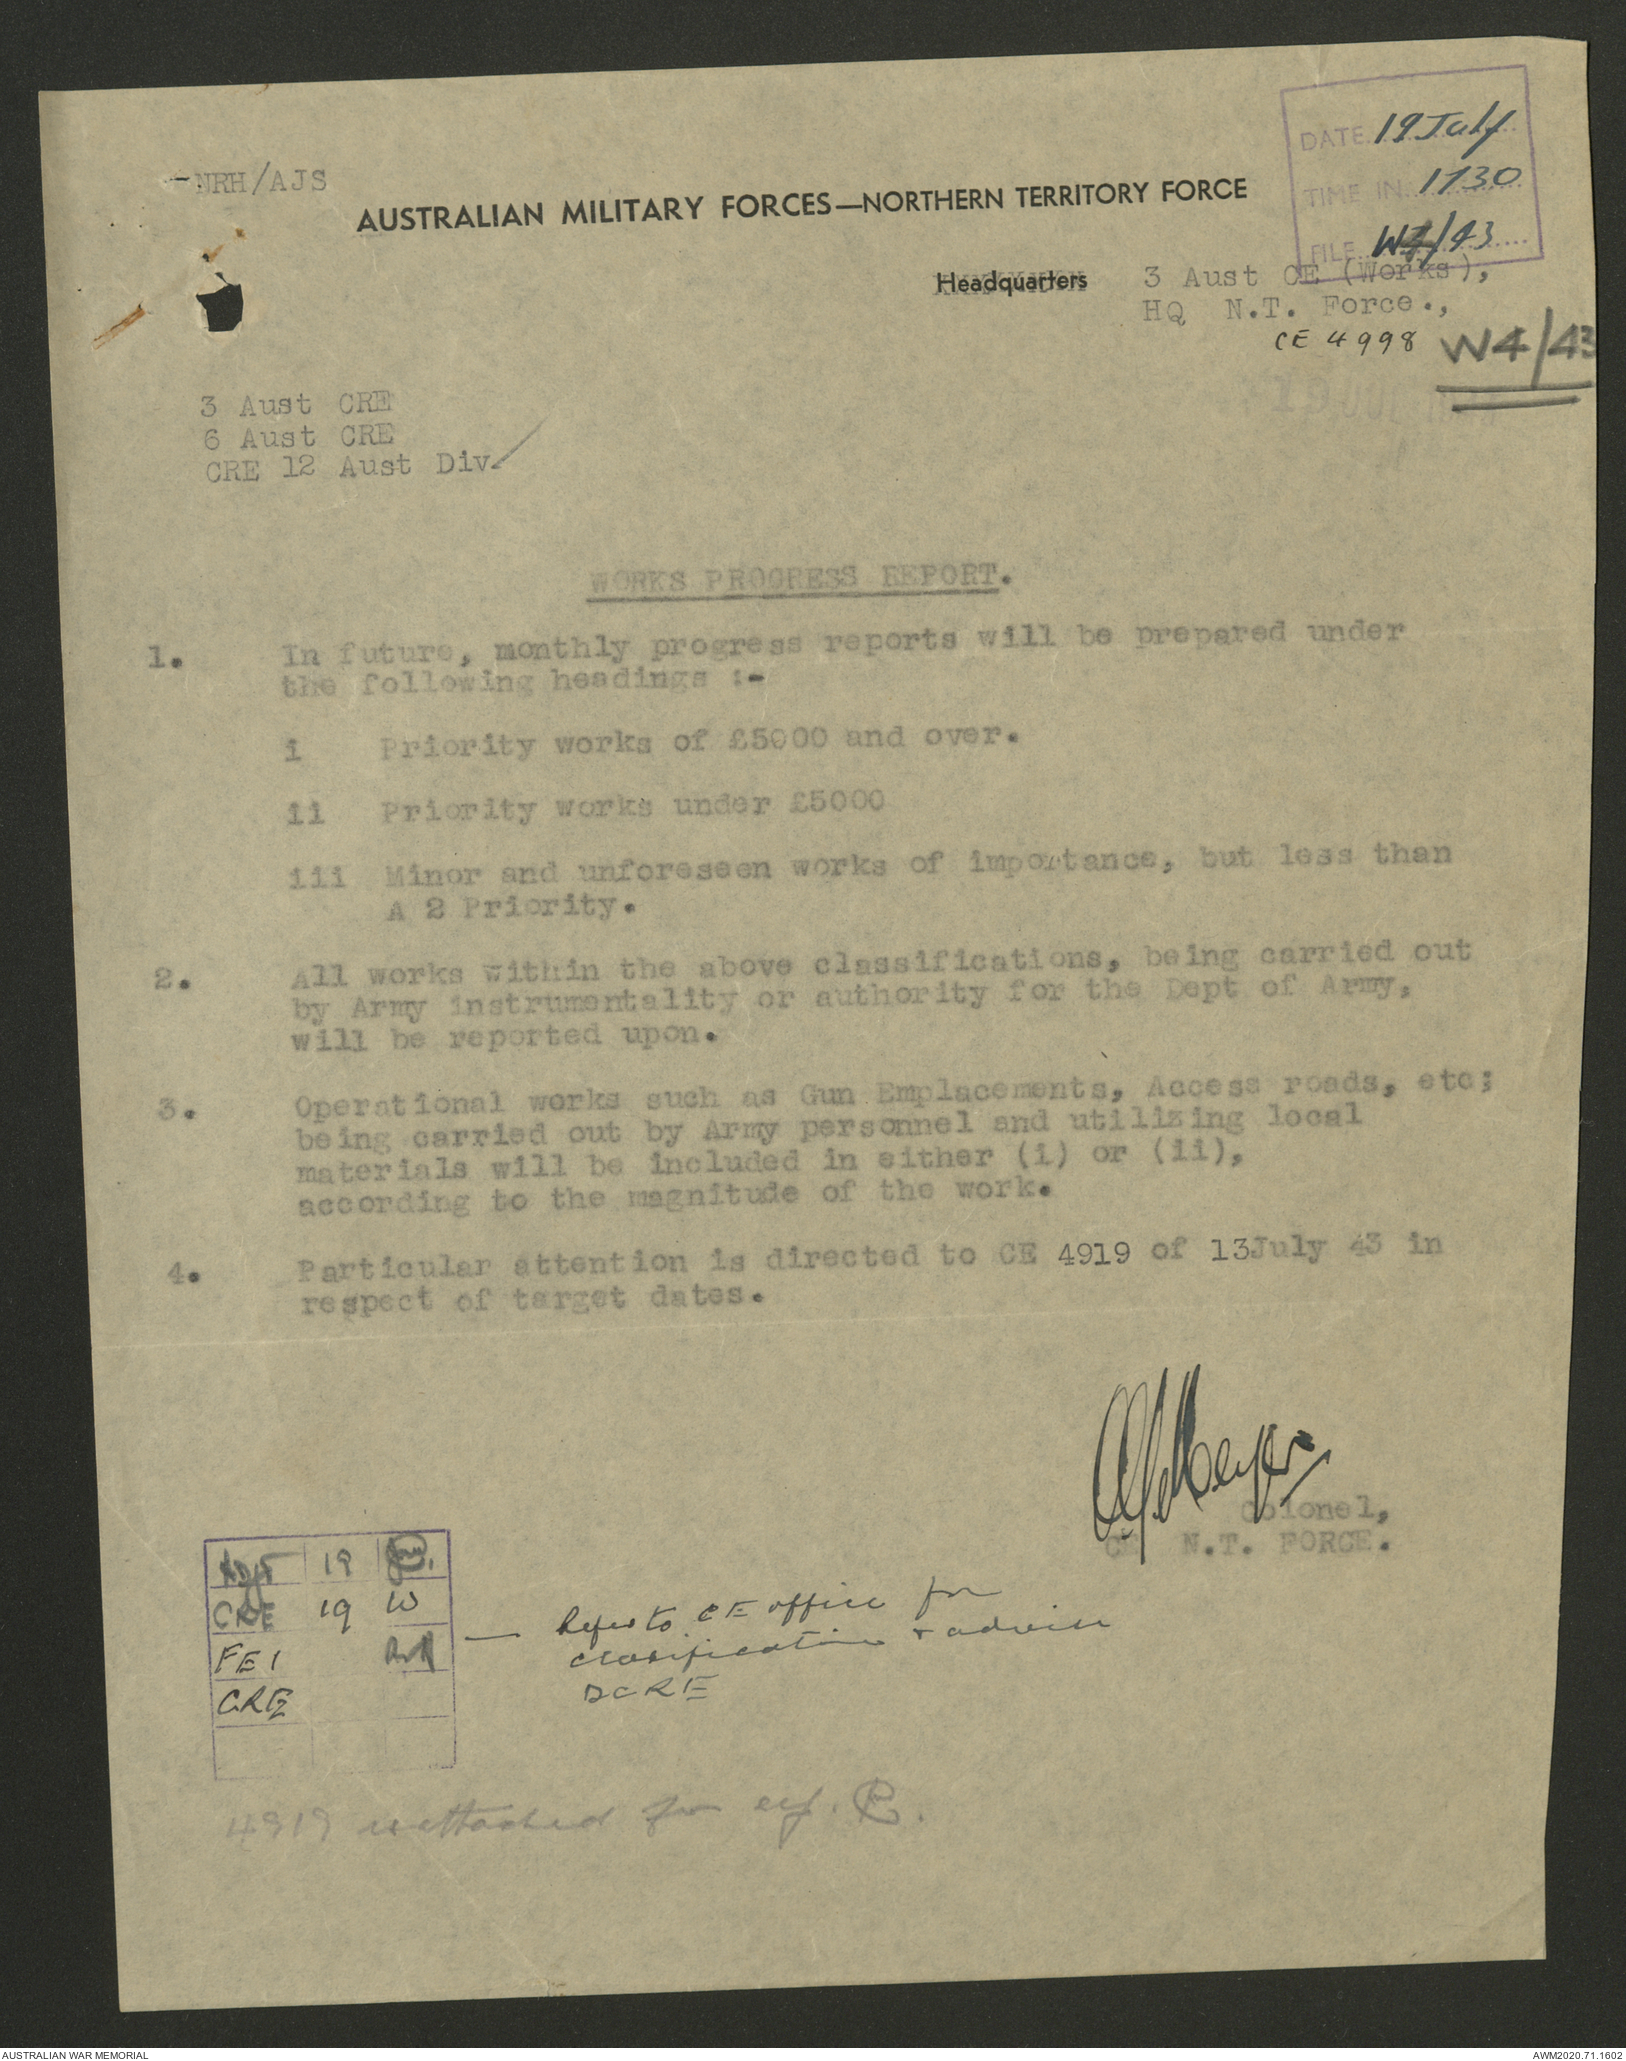 NRH/AJS
AUSTRALIAN MILITARY FORCES—NORTHERN TERRITORY FORCE
DATE 19 July
TIME IN 1130
FILE W4/43
Headquarters
3 Aust CE (Works),
HQ N.T. Force.,
CE 4998
W4/43
19 JUL
3 Aust CRE
6 Aust CRE
CRE 12 Aust Div.
WORKS PROGRESS REPORT.
1. In future, monthly progress reports will be prepared under
the following headings :-
i Priority works of £5000 and over.
ii Priority works under £5000
iii Minor and unforeseen works of importance, but less than
A 2 Priority.
2. All works within the above classifications, being carried out
by Army instrumentality or authority for the Dept of Army,
will be reported upon.
3. Operational works such as Gun Emplacements, Access roads, etc;
being carried out by Army personnel and utilizing local
materials will be included in either (i) or (ii),
according to the magnitude of the work.
4. Particular attention is directed to CE 4919 of 13July 43 in
respect of target dates.
Colonel,
CE N.T. FORCE.
Adjt 19
CRE 19 W
FE 1
CRE
Refer to CE office for
classification & advise
DCRE
4919 is attached for
AUSTRALIAN WAR MEMORIAL
AWM2020.71.1602